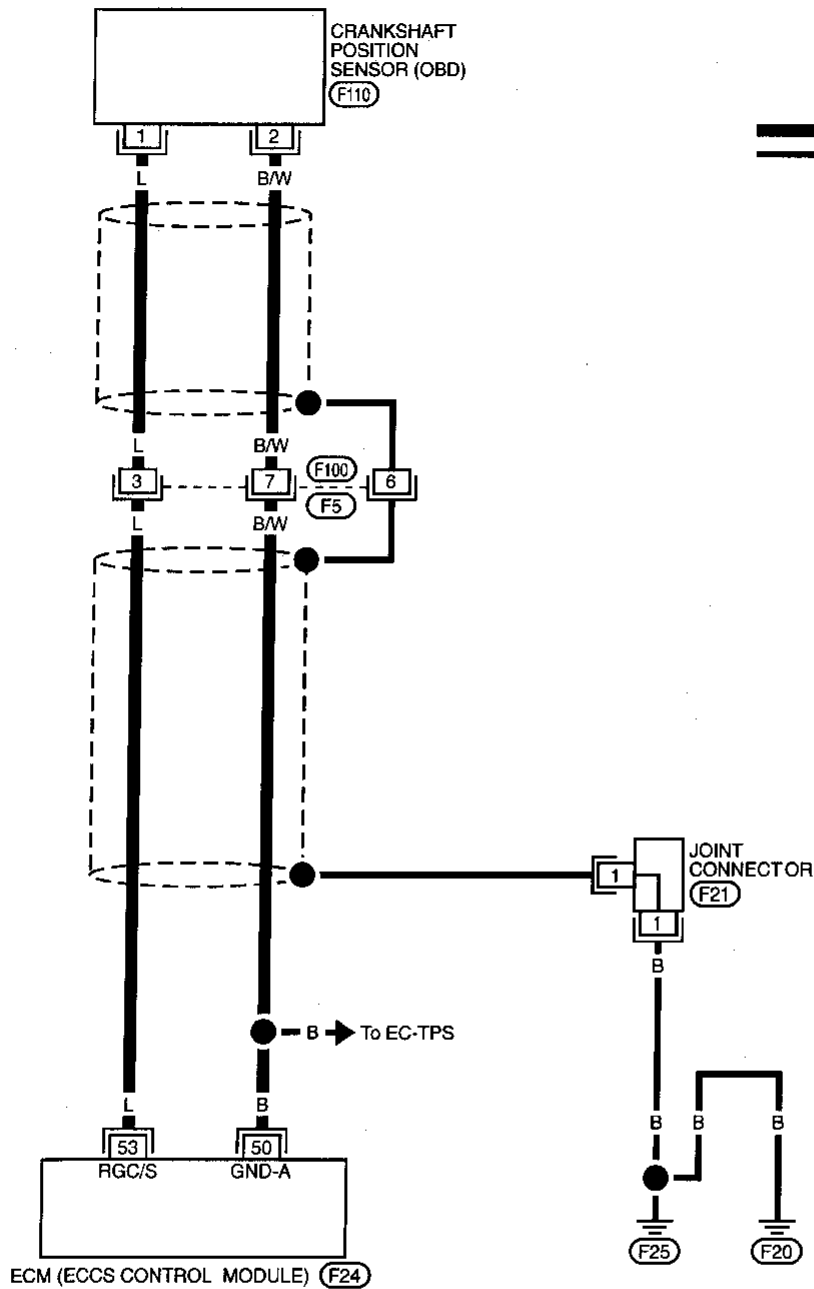 CRANKSHAFT
POSITION
SENSOR (OBD)
F110
1 2
L B/W
L B/W
3 7 F100 6
F5
L B/W
JOINT
CONNECTOR
F21
1
1
B
B To EC-TPS
L B
B B B
53 50
RGC/S GND-A
F25 F20
ECM (ECCS CONTROL MODULE) F24